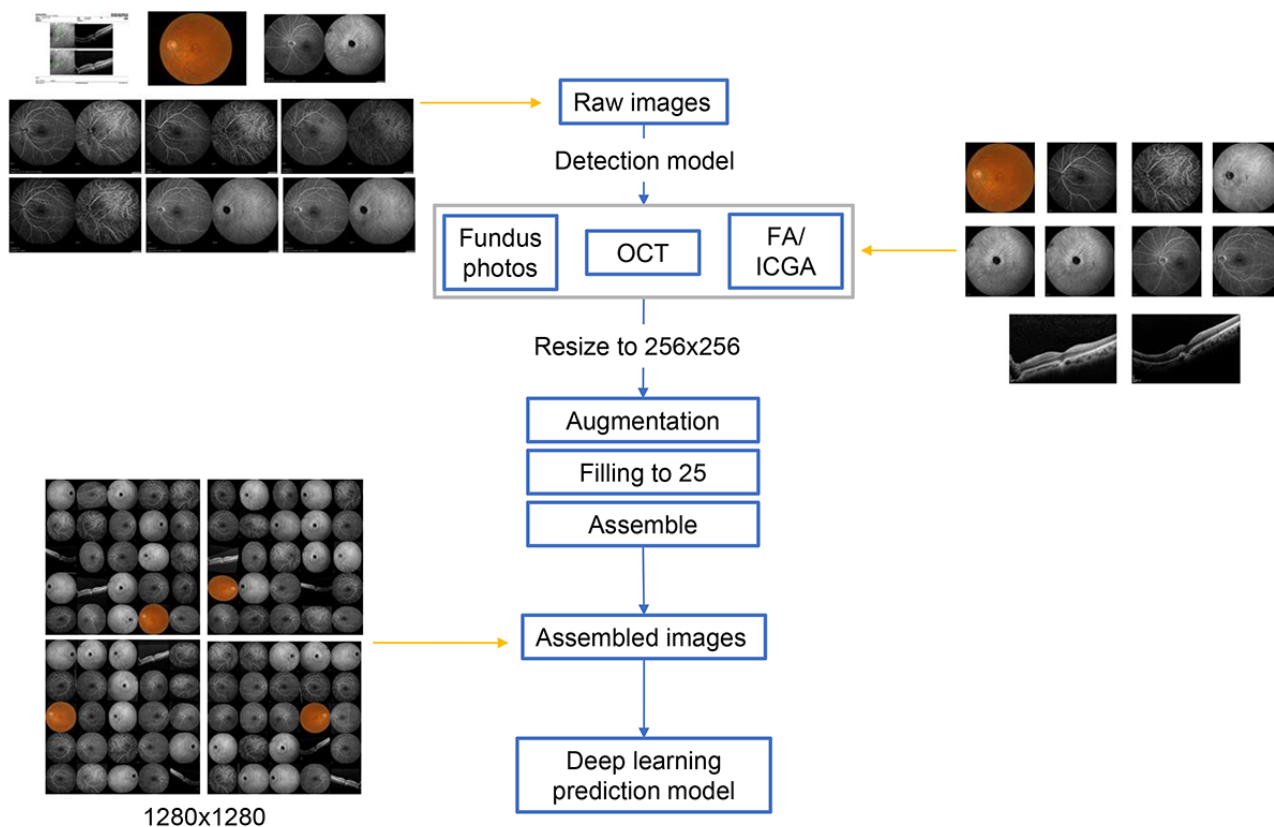 Raw images
Detection model
Fundus
photos
OCT
FA/
ICGA
Resize to 256x256
Augmentation
Filling to 25
Assemble
Assembled images
Deep learning
prediction model
1280x1280